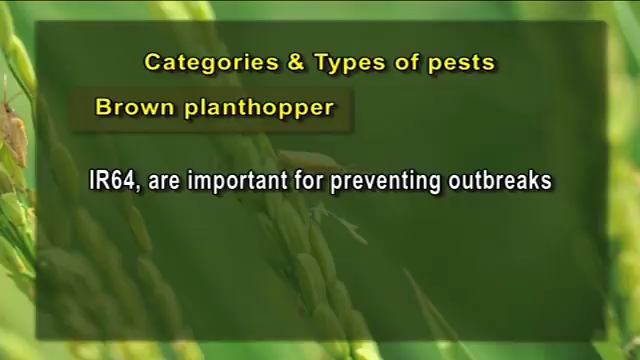 Categories & Types of pests
Brown planthopper
IR64, are important for preventing outbreaks